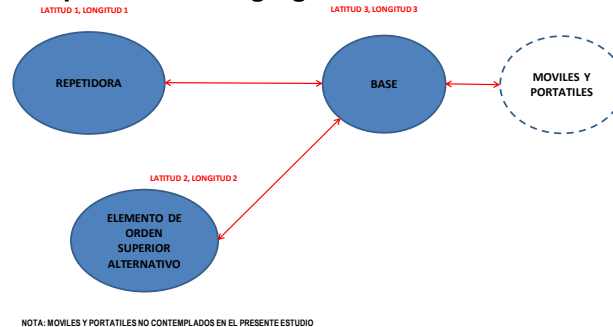 LATITUD 1, LONGITUD 1
LATITUD 3, LONGITUD 3
REPETIDORA
BASE
MOVILES Y
PORTATILES
LATITUD 2, LONGITUD 2
ELEMENTO DE
ORDEN
SUPERIOR
ALTERNATIVO
NOTA: MOVILES Y PORTATILES NO CONTEMPLADOS EN EL PRESENTE ESTUDIO